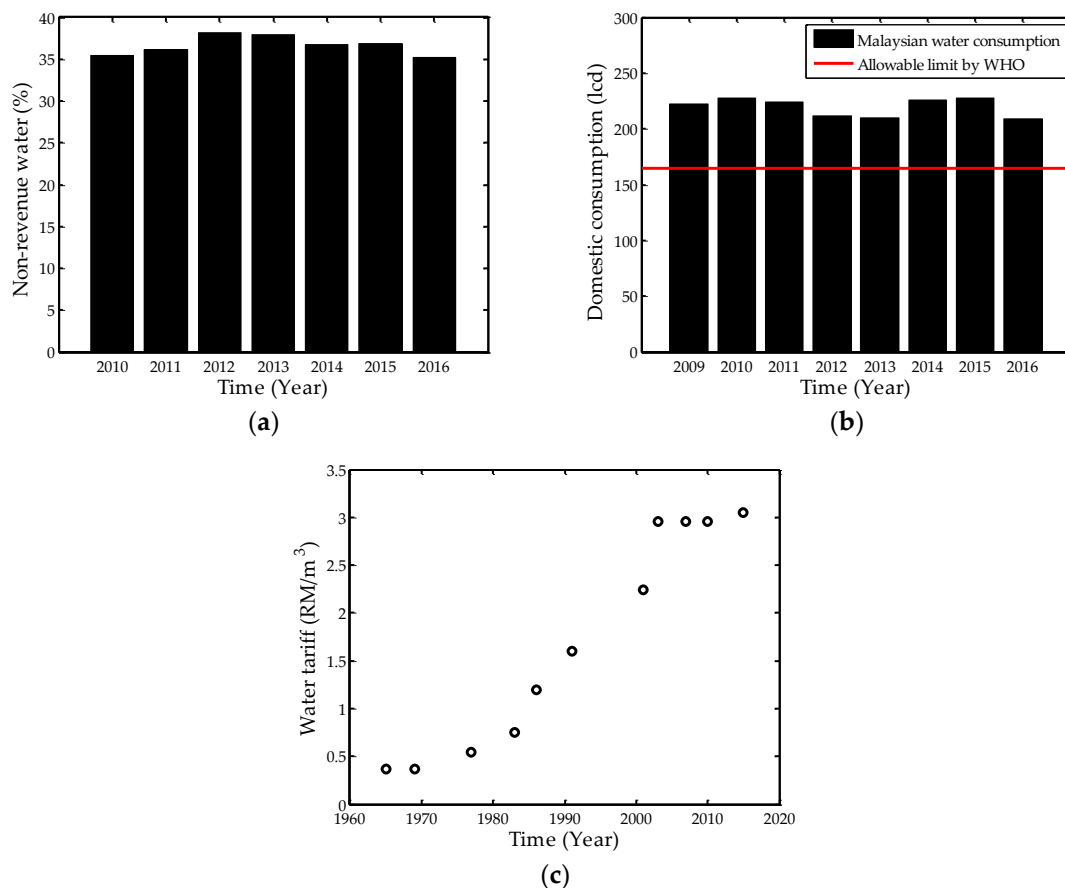 40
35
30
25
20
15
10
5
0
Non-revenue water (%)
2010 2011 2012 2013 2014 2015 2016
Time (Year)
(a)
300
250
200
150
100
50
0
Domestic consumption (lcd)
Malaysian water consumption
Allowable limit by WHO
2009 2010 2011 2012 2013 2014 2015 2016
Time (Year)
(b)
3.5
3
2.5
2
1.5
1
0.5
0
Water tariff (RM/m³)
1960 1970 1980 1990 2000 2010 2020
Time (Year)
(c)